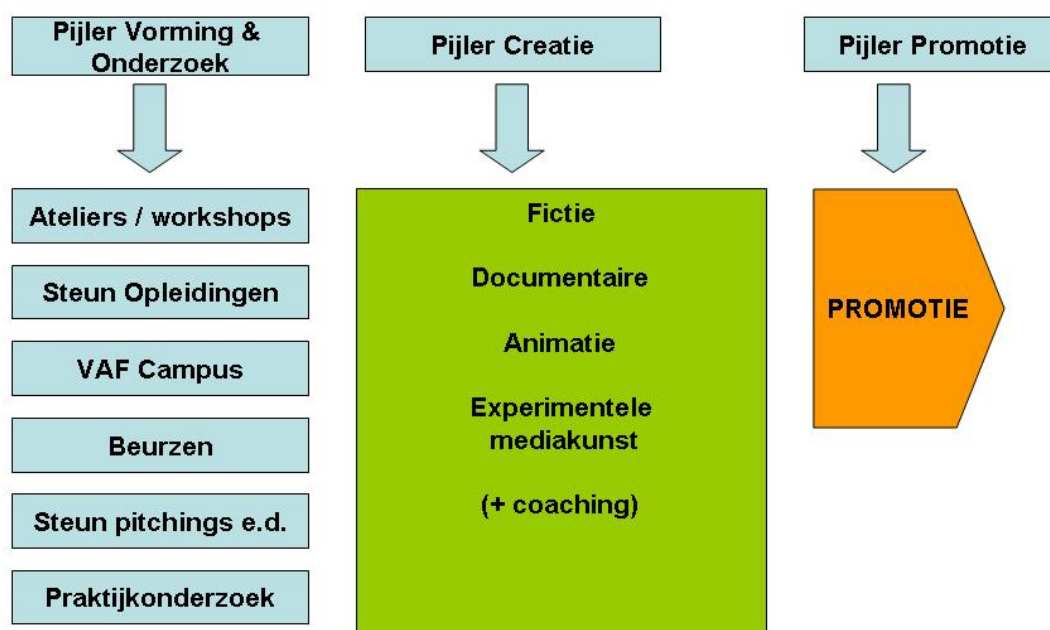 Pijler Vorming &
Onderzoek
Ateliers / workshops
Steun Opleidingen
VAF Campus
Beurzen
Steun pitchings e.d.
Praktijkonderzoek
Pijler Creatie
Fictie
Documentaire
Animatie
Experimentele
mediakunst
(+ coaching)
Pijler Promotie
PROMOTIE